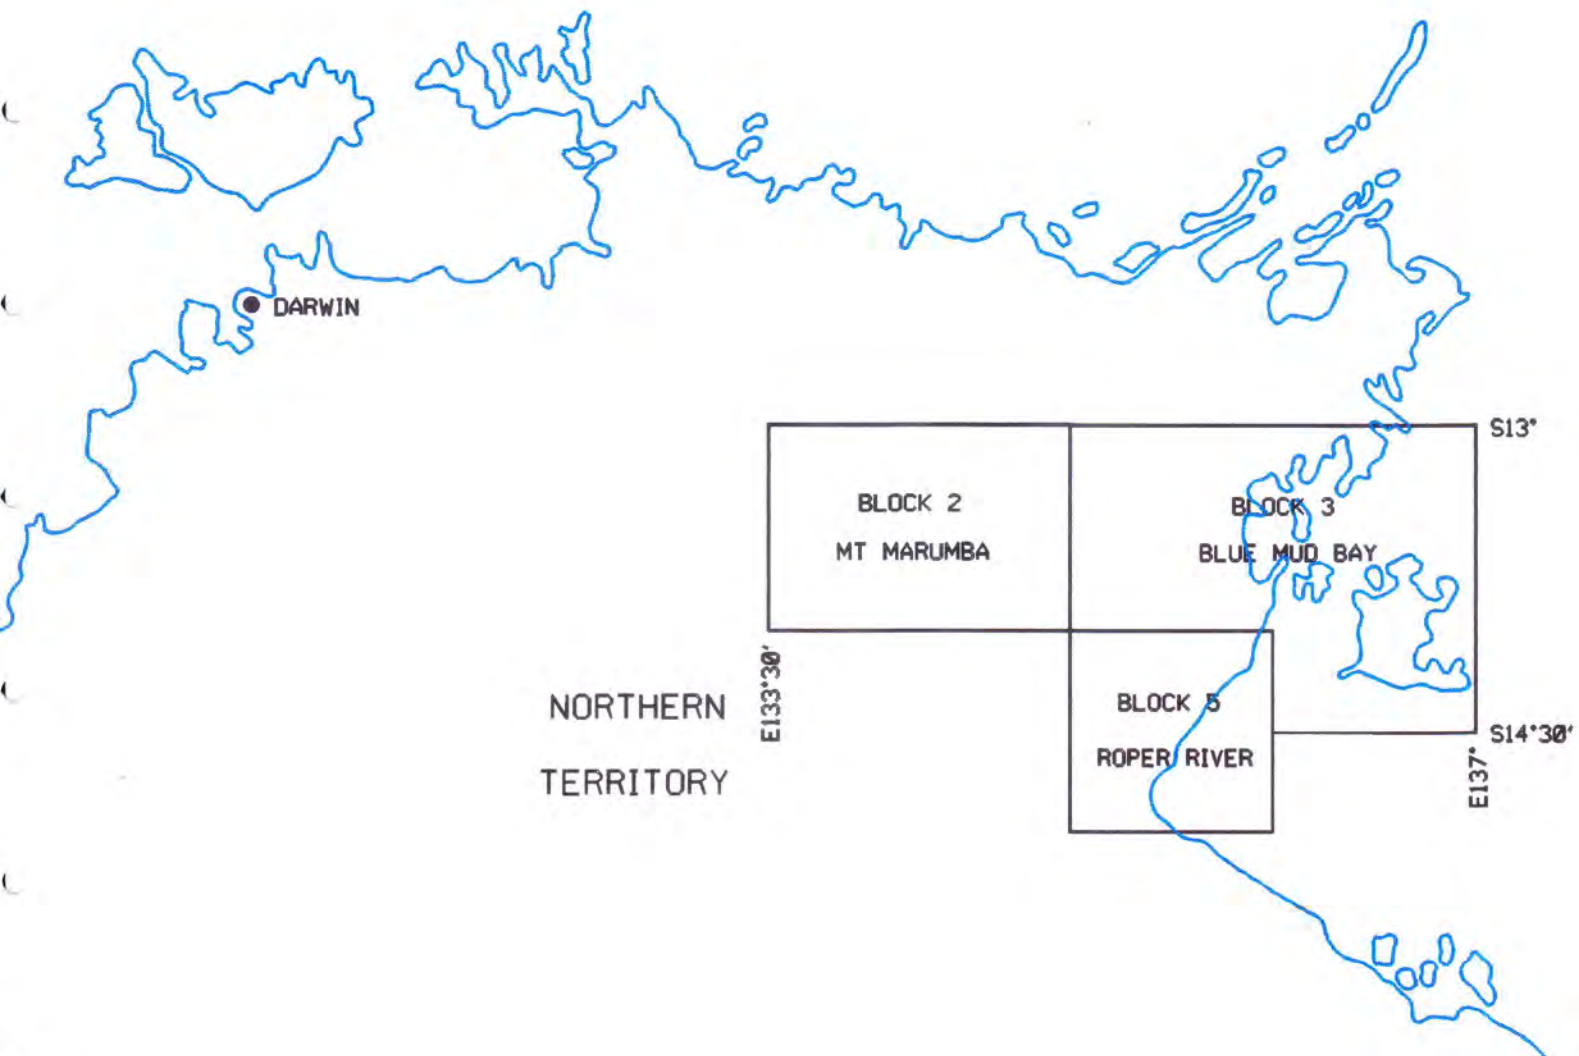 DARWIN
S13°
BLOCK 2
BLOCK 3
MT MARUMBA
BLUE MUD BAY
E133°30'
NORTHERN
BLOCK 5
S14°30'
ROPER RIVER
E137°
TERRITORY